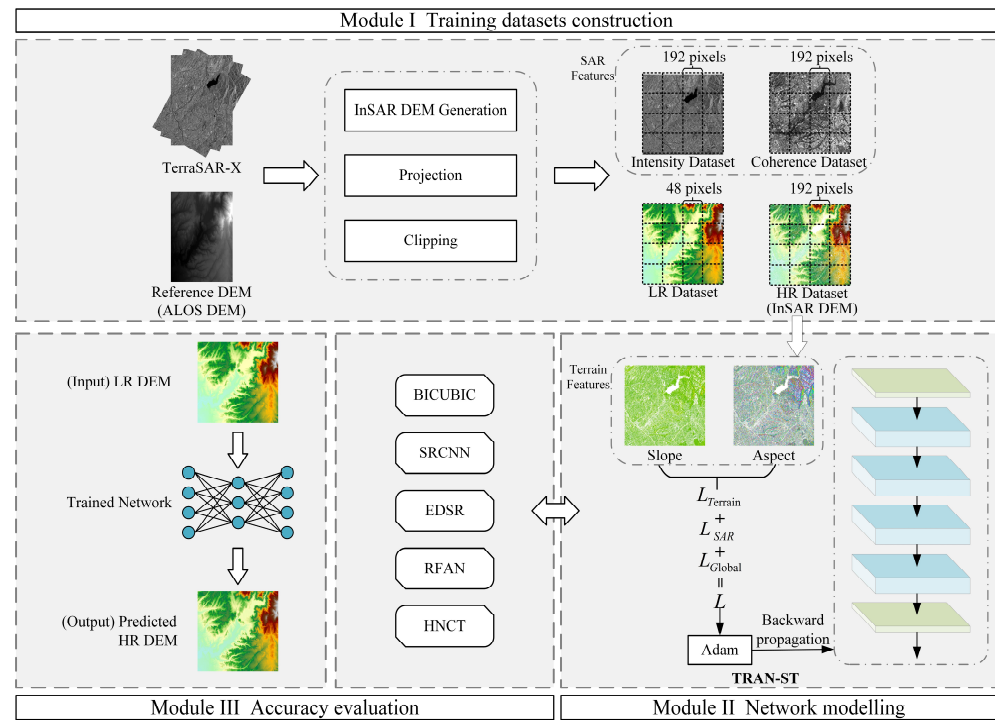 Module I  Training datasets construction
TerraSAR-X
Reference DEM
(ALOS DEM)
InSAR DEM Generation
Projection
Clipping
SAR
Features
192 pixels
192 pixels
Intensity Dataset
Coherence Dataset
48 pixels
192 pixels
LR Dataset
HR Dataset
(InSAR DEM)
(Input) LR DEM
Trained Network
(Output) Predicted
HR DEM
BICUBIC
SRCNN
EDSR
RFAN
HNCT
Terrain
Features
Slope
Aspect
L_Terrain
+
L_SAR
+
L_Global
=
L
Adam
Backward
propagation
TRAN-ST
Module III  Accuracy evaluation
Module II  Network modelling